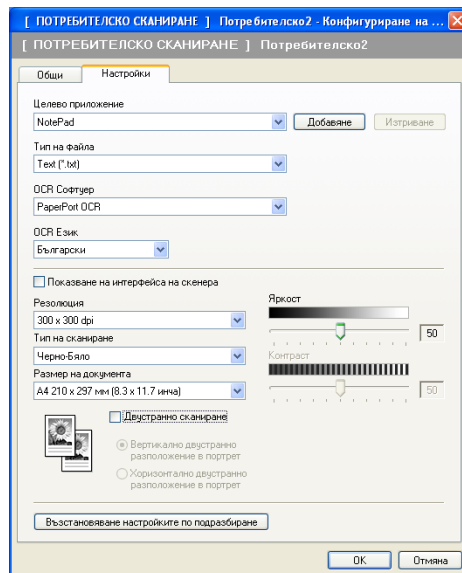 [ ПОТРЕБИТЕЛСКО СКАНИРАНЕ ] Потребителско2 - Конфигуриране на ...
[ ПОТРЕБИТЕЛСКО СКАНИРАНЕ ] Потребителско2
Общи Настройки
Целево приложение
NotePad Добавяне Изтриване
Тип на файла
Text (*.txt)
OCR Софтуер
PaperPort OCR
OCR Език
Български
Показване на интерфейса на скенера
Резолюция Яркост
300 x 300 dpi 50
Тип на сканиране
Черно-Бяло Контраст
Размер на документа
A4 210 x 297 мм (8.3 x 11.7 инча) 50
Двустранно сканиране
Вертикално двустранно
разположение в портрет
Хоризонтално двустранно
разположение в портрет
Възстановяване настройките по подразбиране
OK Отмяна